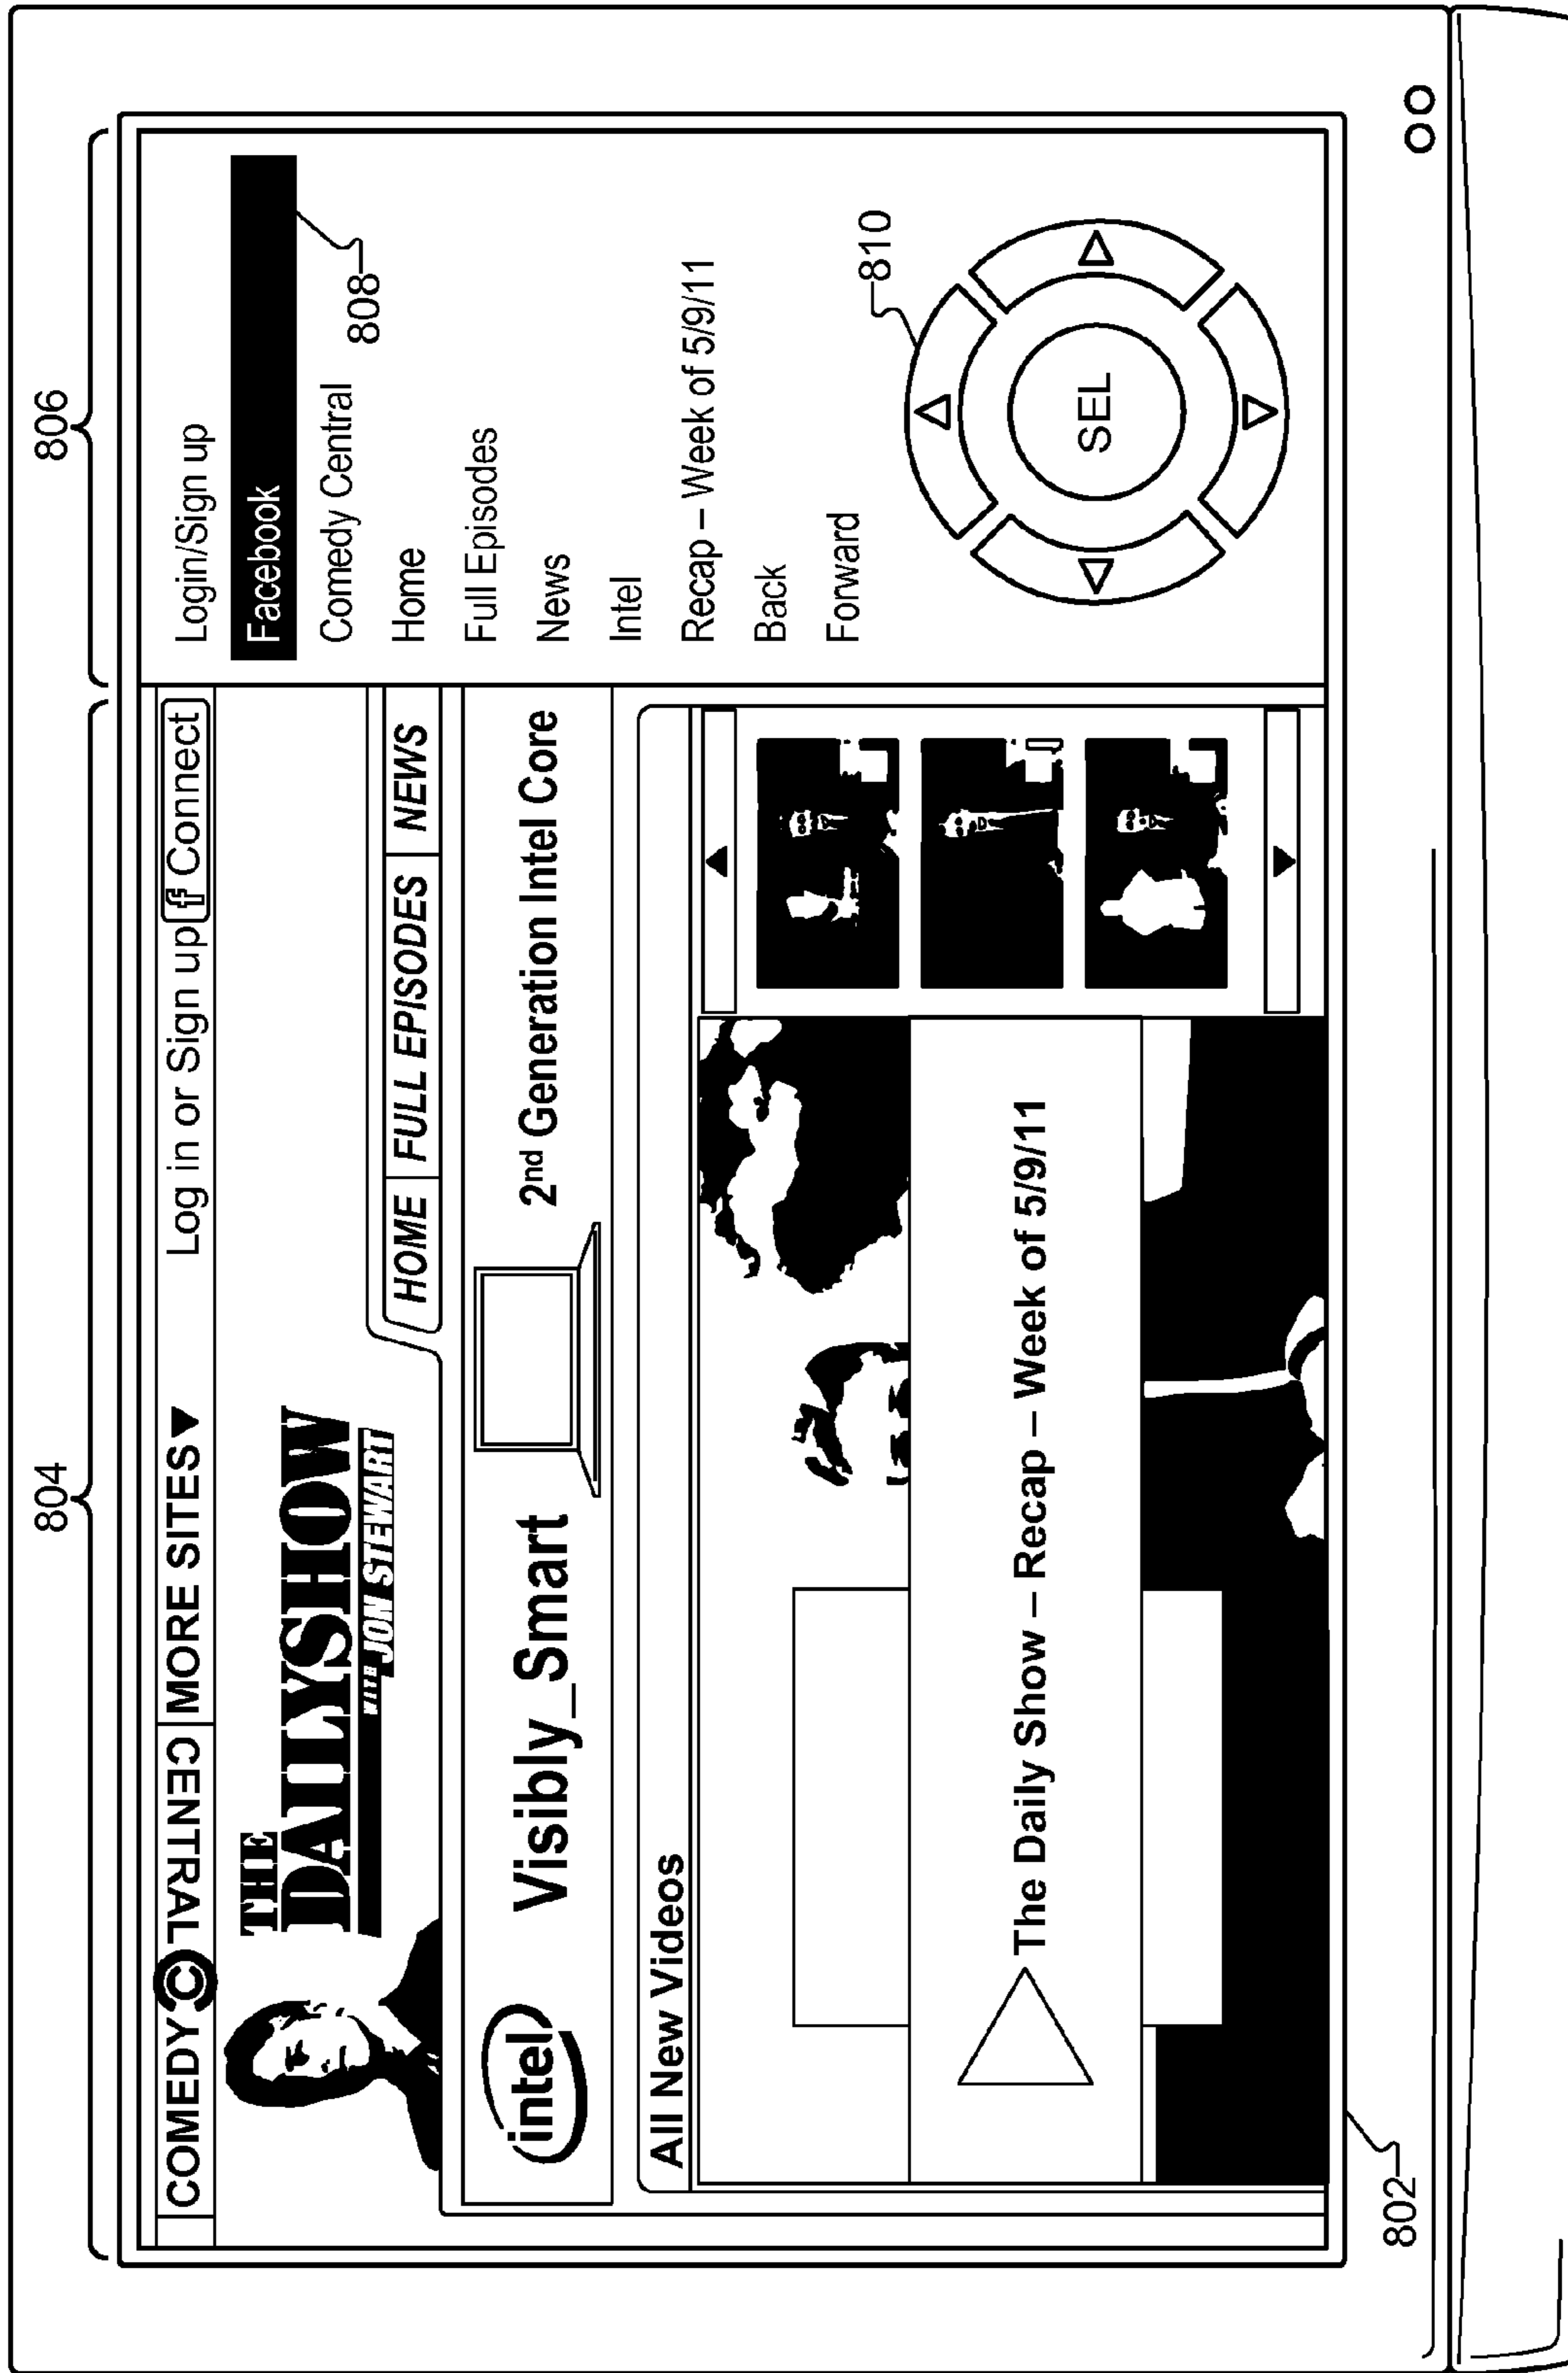 804
806
COMEDY CENTRAL MORE SITES Log in or Sign up f Connect
THE
DAILYSHOW
WITH JON STEWART
HOME FULL EPISODES NEWS
intel Visibly_Smart 2nd Generation Intel Core
All New Videos
The Daily Show – Recap – Week of 5/9/11
Login/Sign up
Facebook
Comedy Central
808
Home
Full Episodes
News
Intel
Recap – Week of 5/9/11
Back
Forward
810
SEL
802